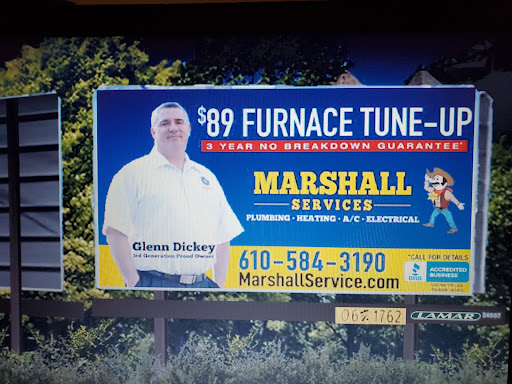 $89 FURNACE TUNE-UP
3 YEAR NO BREAKDOWN GUARANTEE*
MARSHALL
SERVICES
PLUMBING • HEATING • A/C • ELECTRICAL
Glenn Dickey
3rd Generation Proud Owner
610-584-3190
MarshallService.com
*CALL FOR DETAILS
BBB
ACCREDITED
BUSINESS
LAMAR